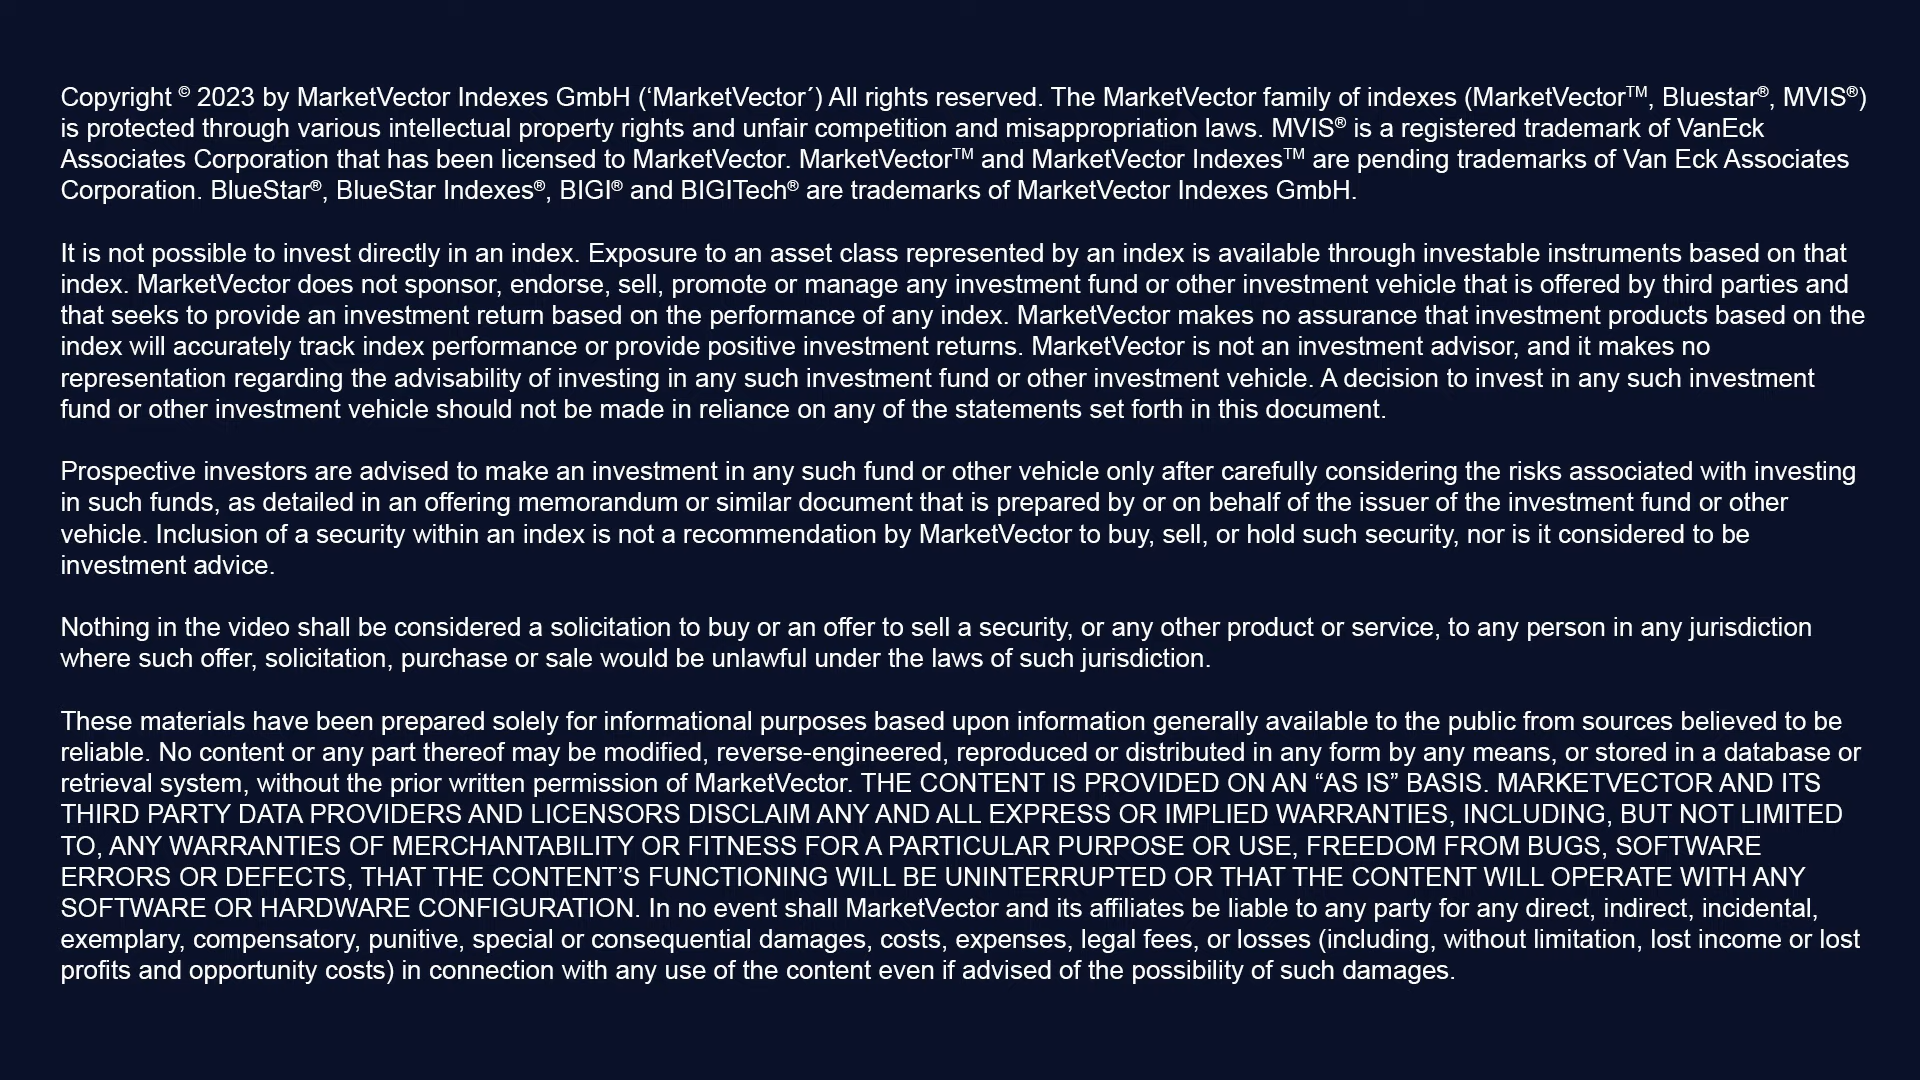 Copyright © 2023 by MarketVector Indexes GmbH (‘MarketVector´) All rights reserved. The MarketVector family of indexes (MarketVector™, Bluestar®, MVIS®)
is protected through various intellectual property rights and unfair competition and misappropriation laws. MVIS® is a registered trademark of VanEck
Associates Corporation that has been licensed to MarketVector. MarketVector™ and MarketVector Indexes™ are pending trademarks of Van Eck Associates
Corporation. BlueStar®, BlueStar Indexes®, BIGI® and BIGITech® are trademarks of MarketVector Indexes GmbH.
It is not possible to invest directly in an index. Exposure to an asset class represented by an index is available through investable instruments based on that
index. MarketVector does not sponsor, endorse, sell, promote or manage any investment fund or other investment vehicle that is offered by third parties and
that seeks to provide an investment return based on the performance of any index. MarketVector makes no assurance that investment products based on the
index will accurately track index performance or provide positive investment returns. MarketVector is not an investment advisor, and it makes no
representation regarding the advisability of investing in any such investment fund or other investment vehicle. A decision to invest in any such investment
fund or other investment vehicle should not be made in reliance on any of the statements set forth in this document.
Prospective investors are advised to make an investment in any such fund or other vehicle only after carefully considering the risks associated with investing
in such funds, as detailed in an offering memorandum or similar document that is prepared by or on behalf of the issuer of the investment fund or other
vehicle. Inclusion of a security within an index is not a recommendation by MarketVector to buy, sell, or hold such security, nor is it considered to be
investment advice.
Nothing in the video shall be considered a solicitation to buy or an offer to sell a security, or any other product or service, to any person in any jurisdiction
where such offer, solicitation, purchase or sale would be unlawful under the laws of such jurisdiction.
These materials have been prepared solely for informational purposes based upon information generally available to the public from sources believed to be
reliable. No content or any part thereof may be modified, reverse-engineered, reproduced or distributed in any form by any means, or stored in a database or
retrieval system, without the prior written permission of MarketVector. THE CONTENT IS PROVIDED ON AN “AS IS” BASIS. MARKETVECTOR AND ITS
THIRD PARTY DATA PROVIDERS AND LICENSORS DISCLAIM ANY AND ALL EXPRESS OR IMPLIED WARRANTIES, INCLUDING, BUT NOT LIMITED
TO, ANY WARRANTIES OF MERCHANTABILITY OR FITNESS FOR A PARTICULAR PURPOSE OR USE, FREEDOM FROM BUGS, SOFTWARE
ERRORS OR DEFECTS, THAT THE CONTENT’S FUNCTIONING WILL BE UNINTERRUPTED OR THAT THE CONTENT WILL OPERATE WITH ANY
SOFTWARE OR HARDWARE CONFIGURATION. In no event shall MarketVector and its affiliates be liable to any party for any direct, indirect, incidental,
exemplary, compensatory, punitive, special or consequential damages, costs, expenses, legal fees, or losses (including, without limitation, lost income or lost
profits and opportunity costs) in connection with any use of the content even if advised of the possibility of such damages.